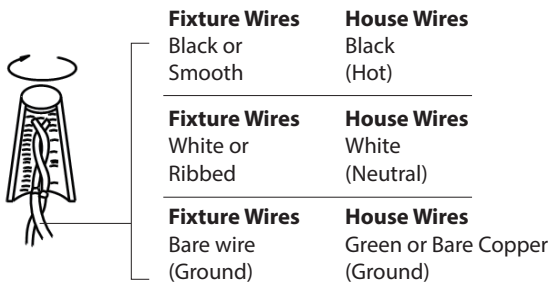 Fixture Wires House Wires
Black or Black
Smooth (Hot)
Fixture Wires House Wires
White or White
Ribbed (Neutral)
Fixture Wires House Wires
Bare wire Green or Bare Copper
(Ground) (Ground)